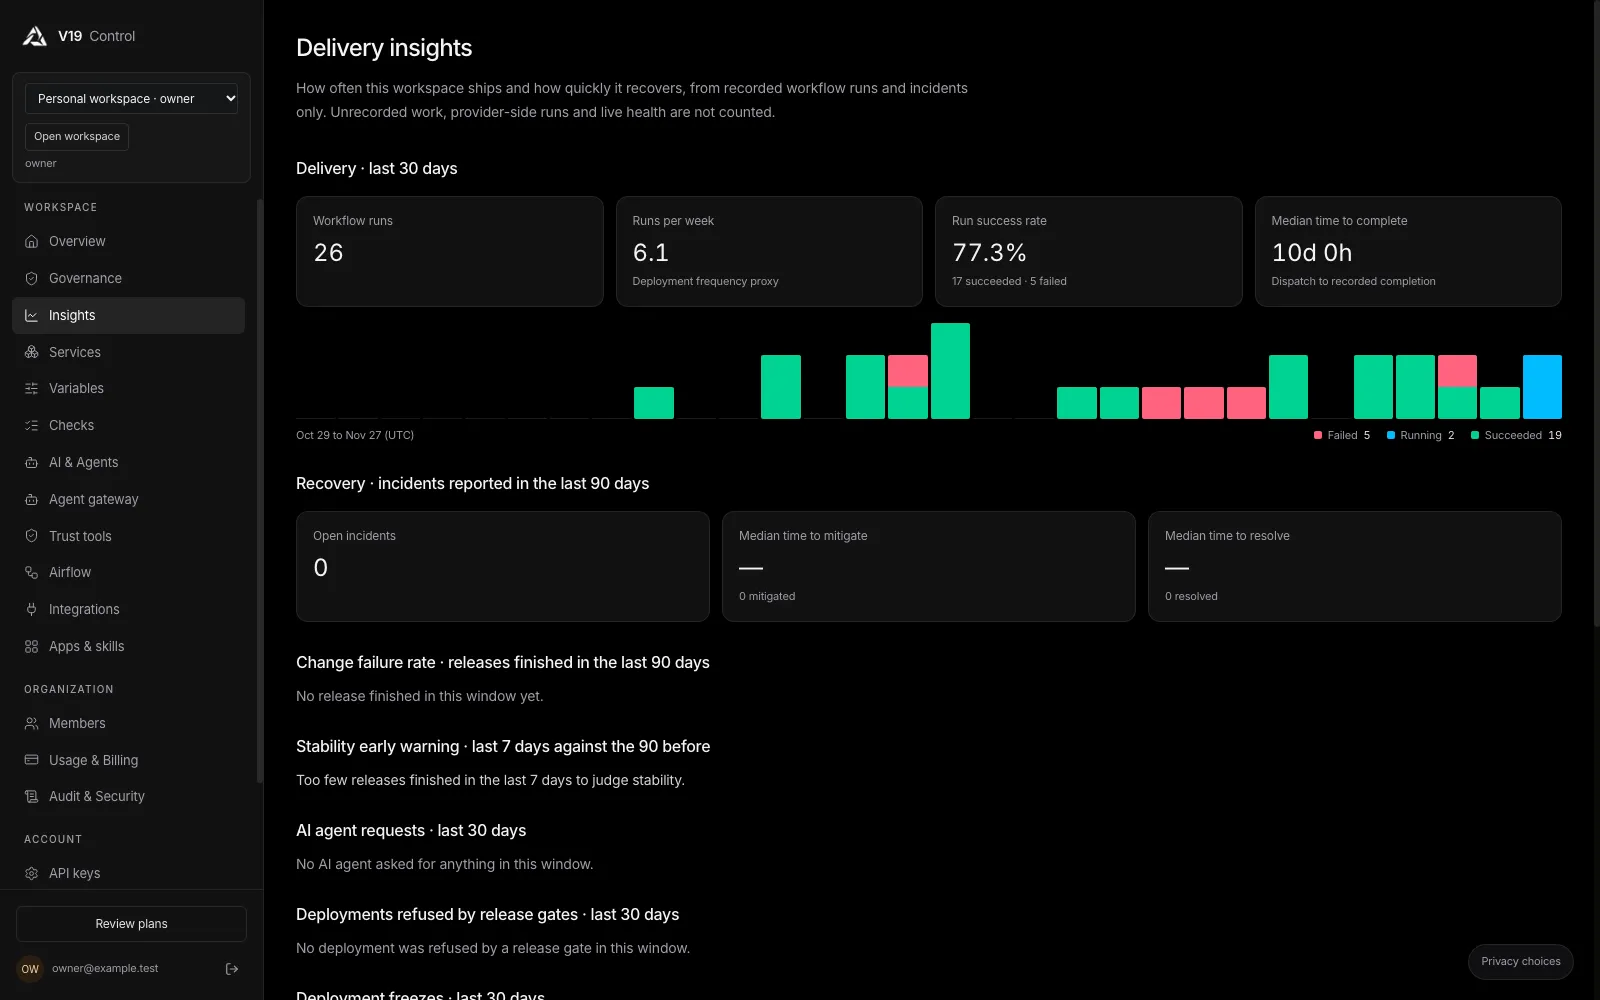 V19 Control
Personal workspace · owner
Open workspace
owner
WORKSPACE
Overview
Governance
Insights
Services
Variables
Checks
AI & Agents
Agent gateway
Trust tools
Airflow
Integrations
Apps & skills
ORGANIZATION
Members
Usage & Billing
Audit & Security
ACCOUNT
API keys
Review plans
OW owner@example.test
Delivery insights
How often this workspace ships and how quickly it recovers, from recorded workflow runs and incidents
only. Unrecorded work, provider-side runs and live health are not counted.
Delivery · last 30 days
Workflow runs
26
Runs per week
6.1
Deployment frequency proxy
Run success rate
77.3%
17 succeeded · 5 failed
Median time to complete
10d 0h
Dispatch to recorded completion
Oct 29 to Nov 27 (UTC)
Failed 5 Running 2 Succeeded 19
Recovery · incidents reported in the last 90 days
Open incidents
0
Median time to mitigate
—
0 mitigated
Median time to resolve
—
0 resolved
Change failure rate · releases finished in the last 90 days
No release finished in this window yet.
Stability early warning · last 7 days against the 90 before
Too few releases finished in the last 7 days to judge stability.
AI agent requests · last 30 days
No AI agent asked for anything in this window.
Deployments refused by release gates · last 30 days
No deployment was refused by a release gate in this window.
Deployment freezes · last 30 days
Privacy choices